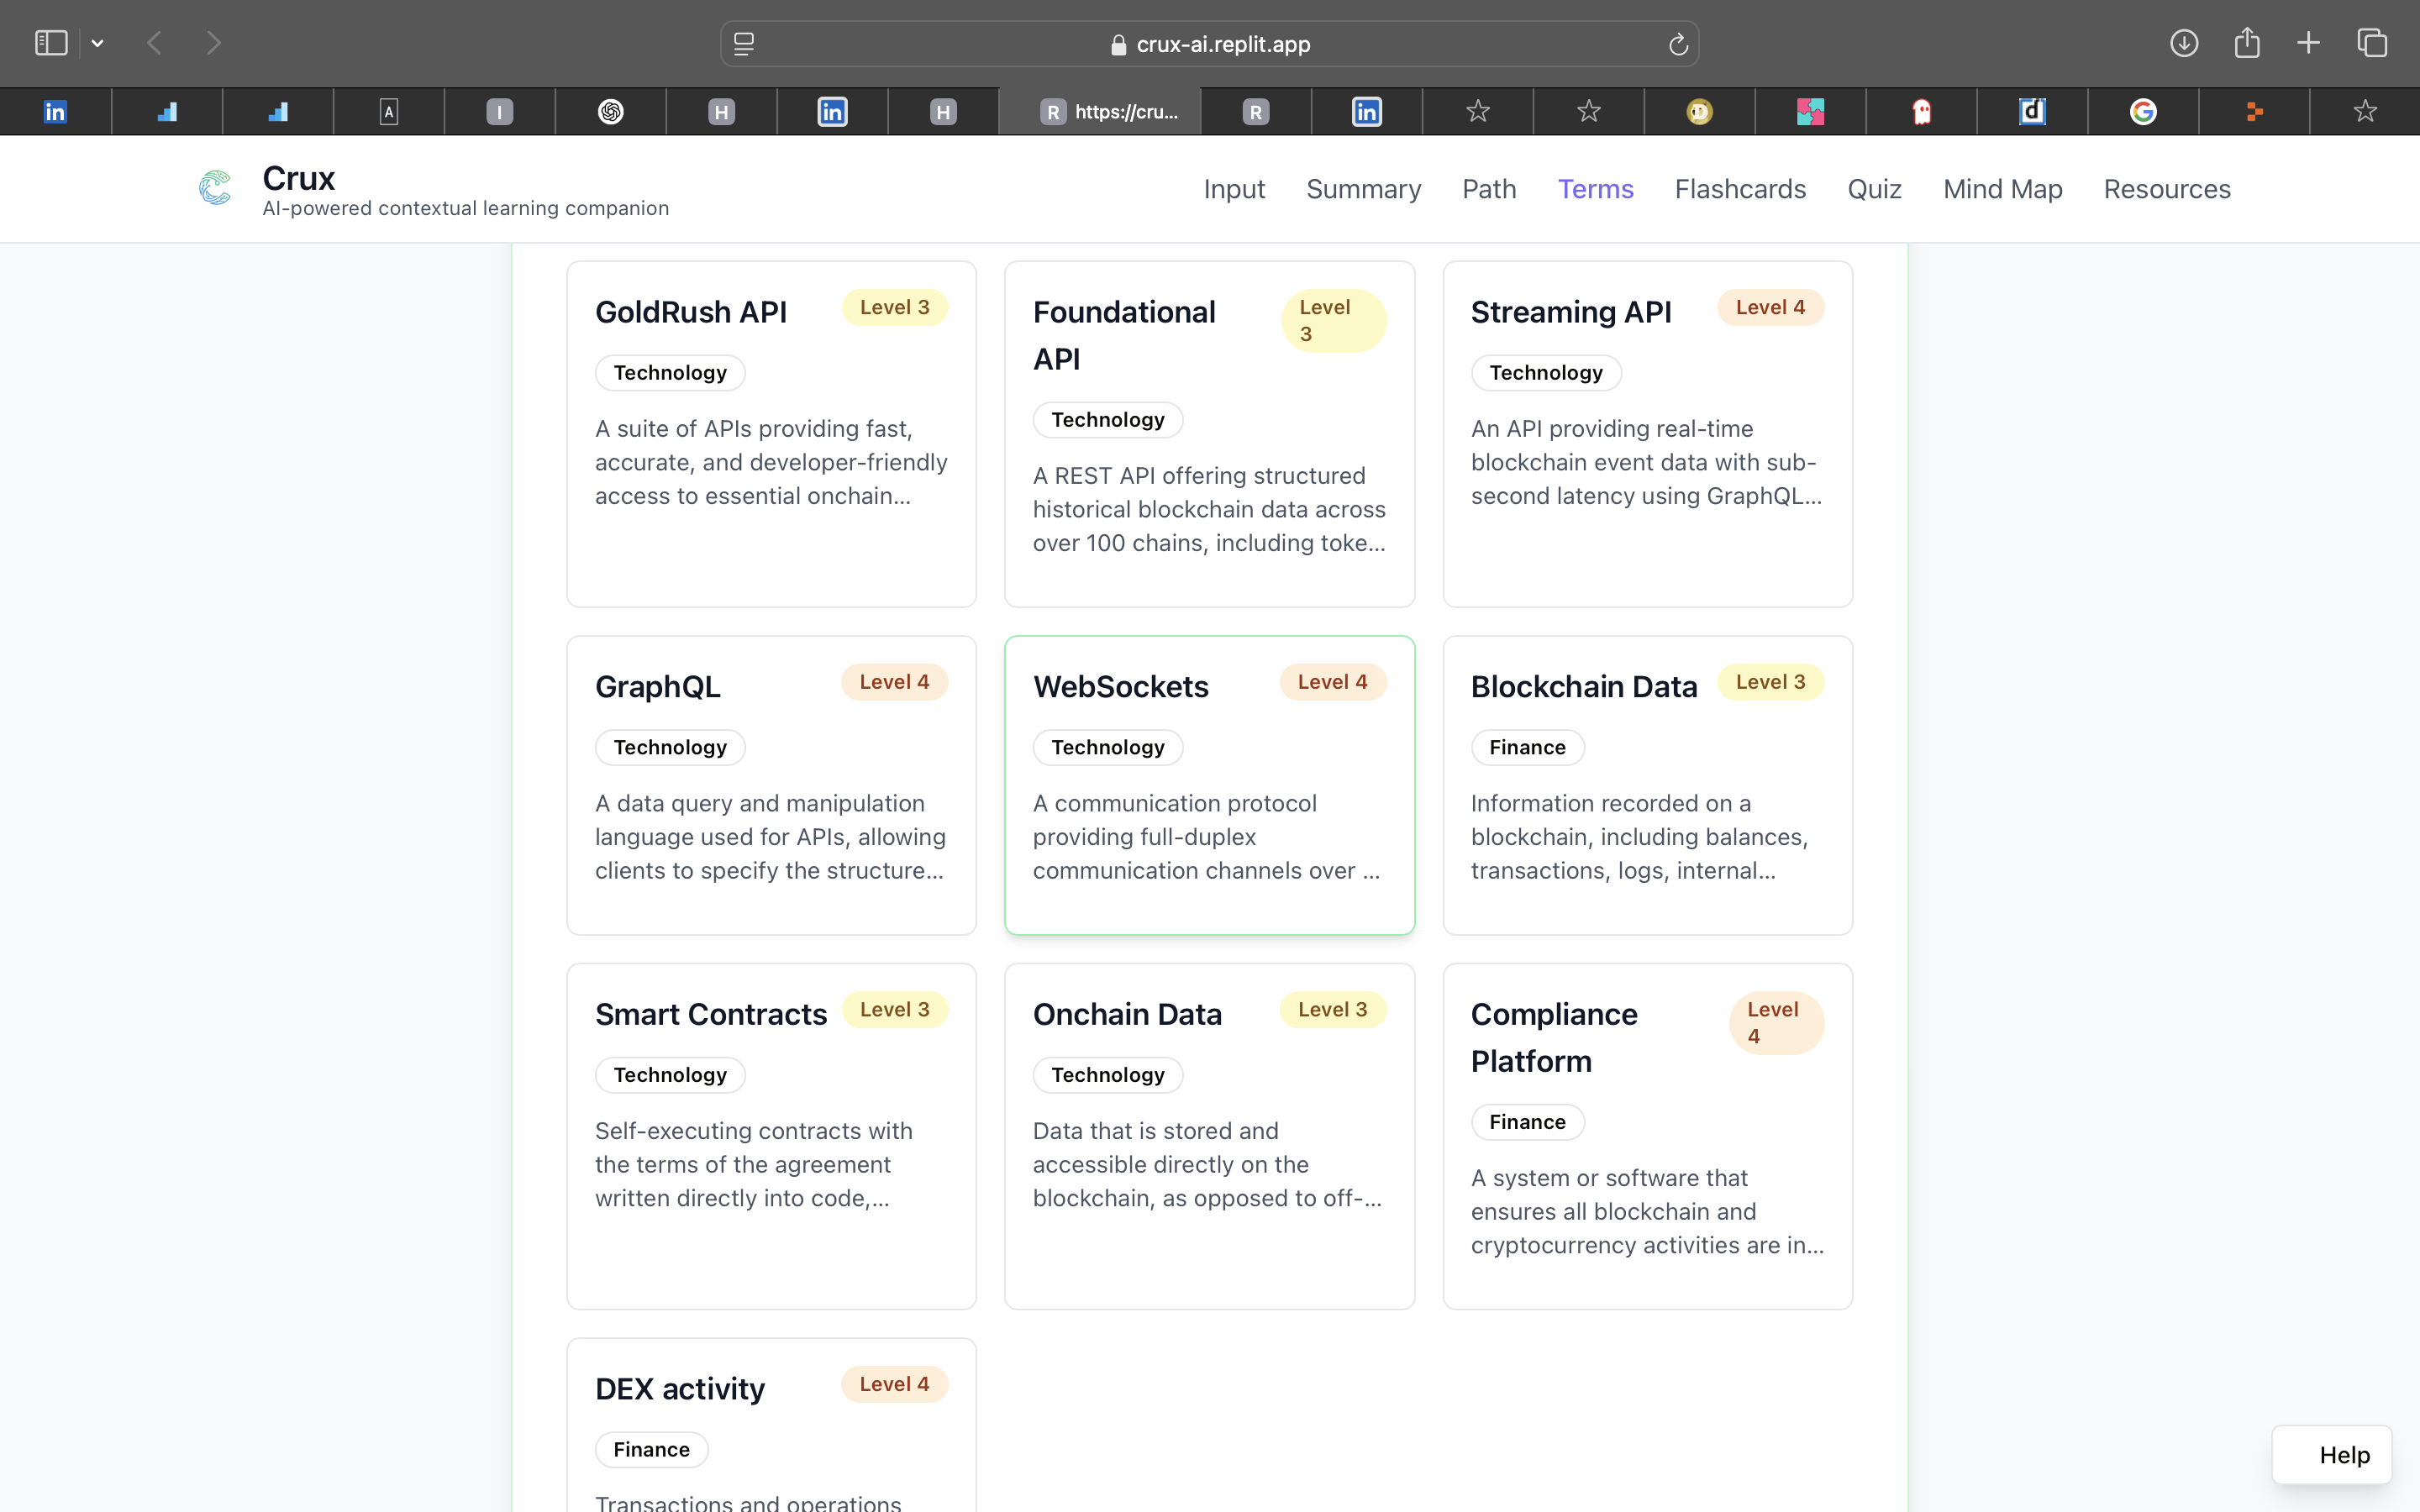 crux-ai.replit.app
A
I
H
H
R https://cru...
R
Crux
AI-powered contextual learning companion
Input
Summary
Path
Terms
Flashcards
Quiz
Mind Map
Resources
GoldRush API
Level 3
Technology
A suite of APIs providing fast,
accurate, and developer-friendly
access to essential onchain...
Foundational
API
Level
3
Technology
A REST API offering structured
historical blockchain data across
over 100 chains, including toke...
Streaming API
Level 4
Technology
An API providing real-time
blockchain event data with sub-
second latency using GraphQL...
GraphQL
Level 4
Technology
A data query and manipulation
language used for APIs, allowing
clients to specify the structure...
WebSockets
Level 4
Technology
A communication protocol
providing full-duplex
communication channels over ...
Blockchain Data
Level 3
Finance
Information recorded on a
blockchain, including balances,
transactions, logs, internal...
Smart Contracts
Level 3
Technology
Self-executing contracts with
the terms of the agreement
written directly into code,...
Onchain Data
Level 3
Technology
Data that is stored and
accessible directly on the
blockchain, as opposed to off-...
Compliance
Platform
Level
4
Finance
A system or software that
ensures all blockchain and
cryptocurrency activities are in...
DEX activity
Level 4
Finance
Transactions and operations
Help